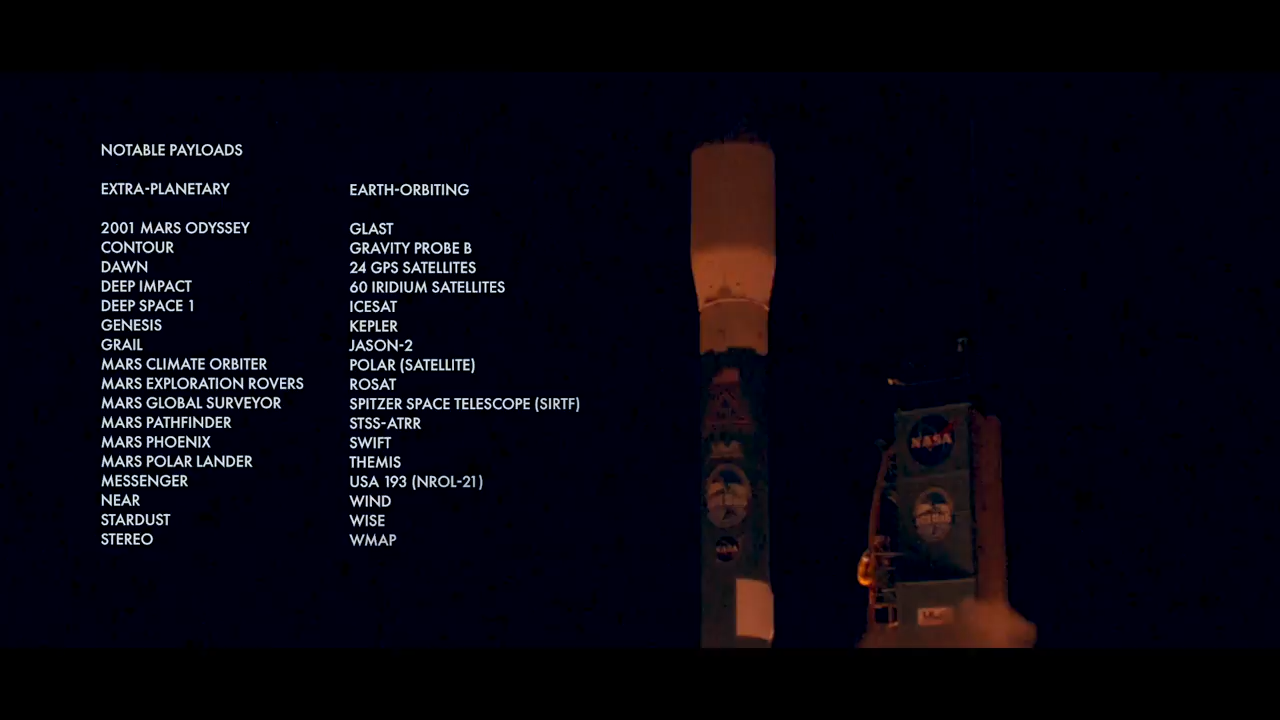 NOTABLE PAYLOADS
EXTRA-PLANETARY
2001 MARS ODYSSEY
CONTOUR
DAWN
DEEP IMPACT
DEEP SPACE 1
GENESIS
GRAIL
MARS CLIMATE ORBITER
MARS EXPLORATION ROVERS
MARS GLOBAL SURVEYOR
MARS PATHFINDER
MARS PHOENIX
MARS POLAR LANDER
MESSENGER
NEAR
STARDUST
STEREO
EARTH-ORBITING
GLAST
GRAVITY PROBE B
24 GPS SATELLITES
60 IRIDIUM SATELLITES
ICESAT
KEPLER
JASON-2
POLAR (SATELLITE)
ROSAT
SPITZER SPACE TELESCOPE (SIRTF)
STSS-ATRR
SWIFT
THEMIS
USA 193 (NROL-21)
WIND
WISE
WMAP
NASA
NASA